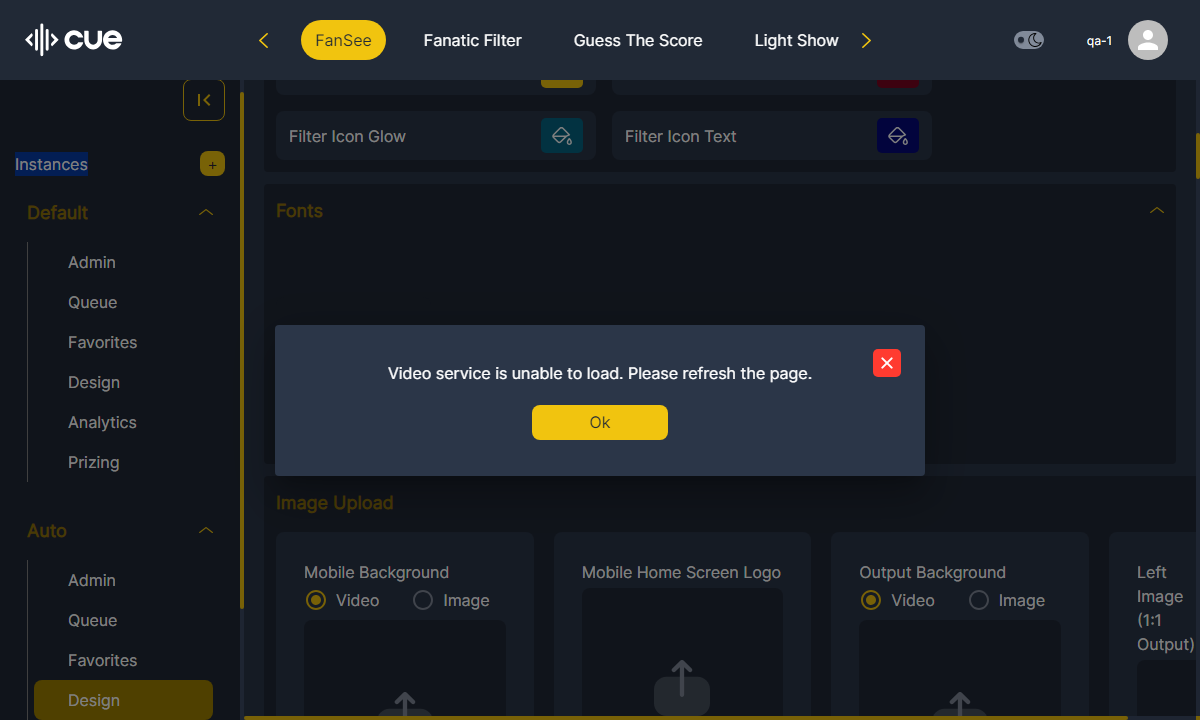 cue
FanSee
Fanatic Filter
Guess The Score
Light Show
qa-1
Instances
+
Default
Admin
Queue
Favorites
Design
Analytics
Prizing
Auto
Admin
Queue
Favorites
Design
Filter Icon Glow
Filter Icon Text
Fonts
Video service is unable to load. Please refresh the page.
Ok
Image Upload
Mobile Background
Video
Image
Mobile Home Screen Logo
Output Background
Video
Image
Left
Image
(1:1
Output)